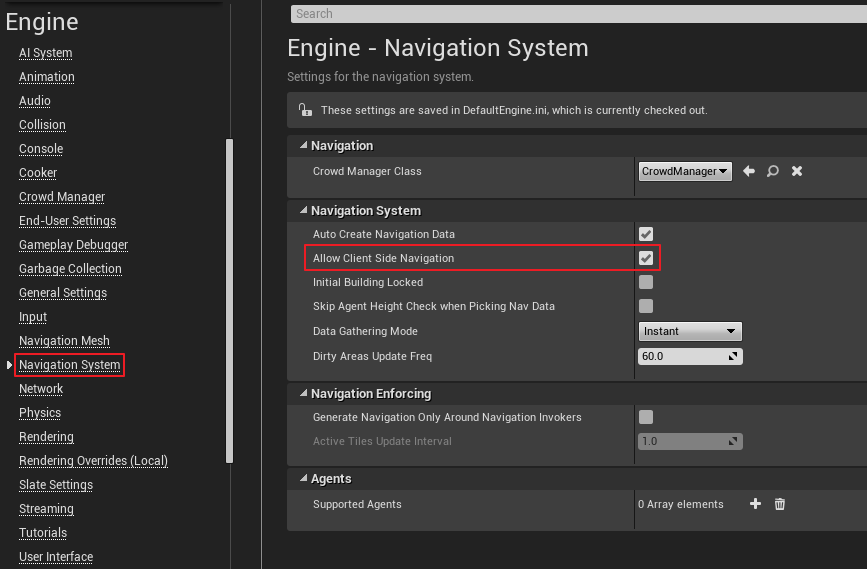 Engine
AI System
Animation
Audio
Collision
Console
Cooker
Crowd Manager
End-User Settings
Gameplay Debugger
Garbage Collection
General Settings
Input
Navigation Mesh
Navigation System
Network
Physics
Rendering
Rendering Overrides (Local)
Slate Settings
Streaming
Tutorials
User Interface
Search
Engine - Navigation System
Settings for the navigation system.
These settings are saved in DefaultEngine.ini, which is currently checked out.
Navigation
Crowd Manager Class CrowdManager
Navigation System
Auto Create Navigation Data
Allow Client Side Navigation
Initial Building Locked
Skip Agent Height Check when Picking Nav Data
Data Gathering Mode Instant
Dirty Areas Update Freq 60.0
Navigation Enforcing
Generate Navigation Only Around Navigation Invokers
Active Tiles Update Interval 1.0
Agents
Supported Agents 0 Array elements